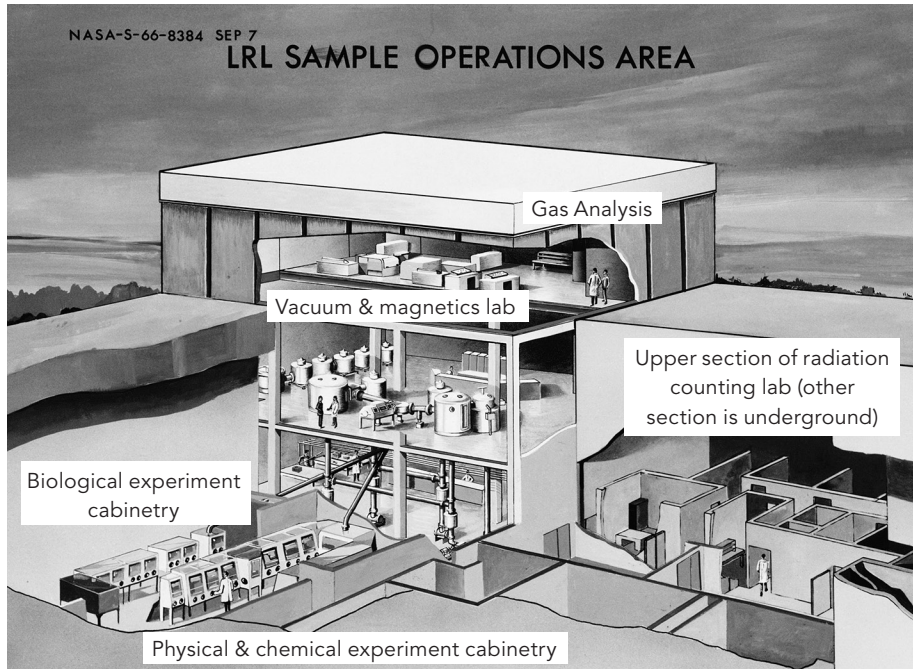 NASA-S-66-8384 SEP 7
LRL SAMPLE OPERATIONS AREA
Gas Analysis
Vacuum & magnetics lab
Upper section of radiation
counting lab (other
section is underground)
Biological experiment
cabinetry
Physical & chemical experiment cabinetry